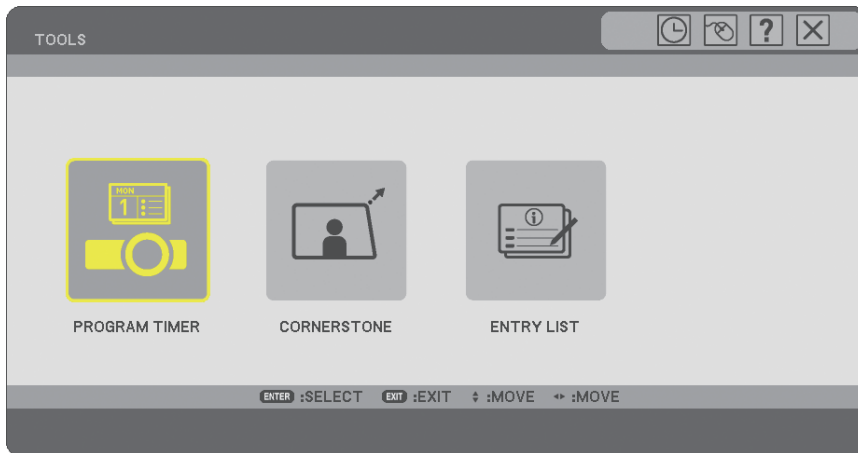 TOOLS
?
MON
1
i
PROGRAM TIMER
CORNERSTONE
ENTRY LIST
ENTER :SELECT EXIT :EXIT :MOVE :MOVE